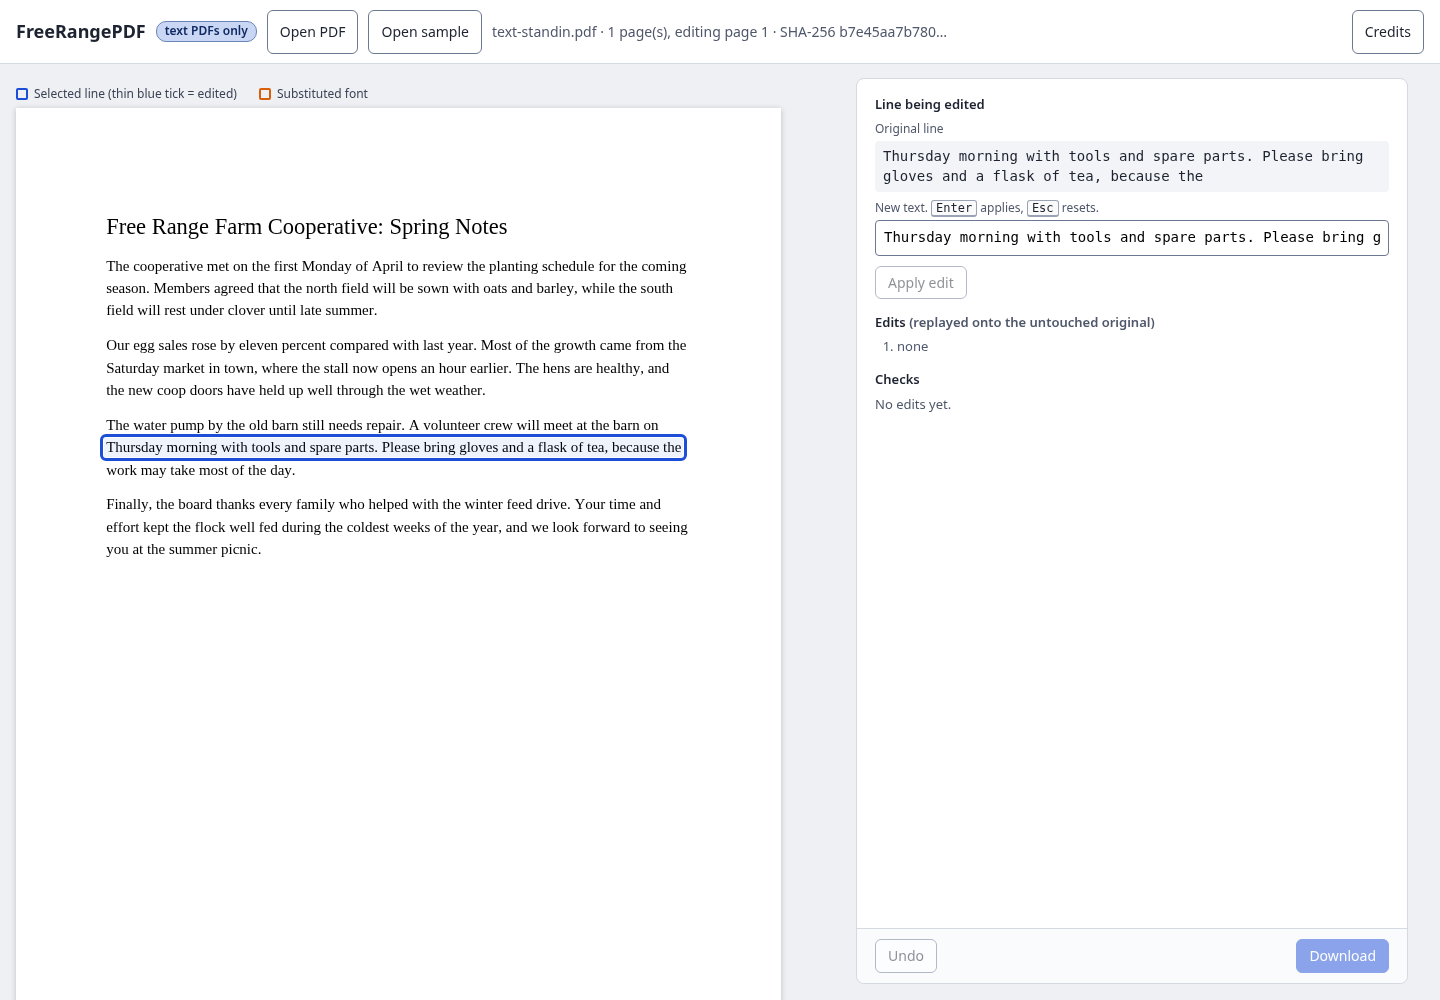 FreeRangePDF
text PDFs only
Open PDF
Open sample
text-standin.pdf · 1 page(s), editing page 1 · SHA-256 b7e45aa7b780…
Credits
Selected line (thin blue tick = edited)
Substituted font
Free Range Farm Cooperative: Spring Notes
The cooperative met on the first Monday of April to review the planting schedule for the coming
season. Members agreed that the north field will be sown with oats and barley, while the south
field will rest under clover until late summer.
Our egg sales rose by eleven percent compared with last year. Most of the growth came from the
Saturday market in town, where the stall now opens an hour earlier. The hens are healthy, and
the new coop doors have held up well through the wet weather.
The water pump by the old barn still needs repair. A volunteer crew will meet at the barn on
Thursday morning with tools and spare parts. Please bring gloves and a flask of tea, because the
work may take most of the day.
Finally, the board thanks every family who helped with the winter feed drive. Your time and
effort kept the flock well fed during the coldest weeks of the year, and we look forward to seeing
you at the summer picnic.
Line being edited
Original line
Thursday morning with tools and spare parts. Please bring
gloves and a flask of tea, because the
New text. Enter applies, Esc resets.
Thursday morning with tools and spare parts. Please bring g
Apply edit
Edits (replayed onto the untouched original)
1. none
Checks
No edits yet.
Undo
Download